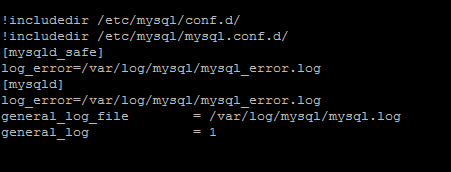 !includedir /etc/mysql/conf.d/
!includedir /etc/mysql/mysql.conf.d/
[mysqld_safe]
log_error=/var/log/mysql/mysql_error.log
[mysqld]
log_error=/var/log/mysql/mysql_error.log
general_log_file        = /var/log/mysql/mysql.log
general_log             = 1